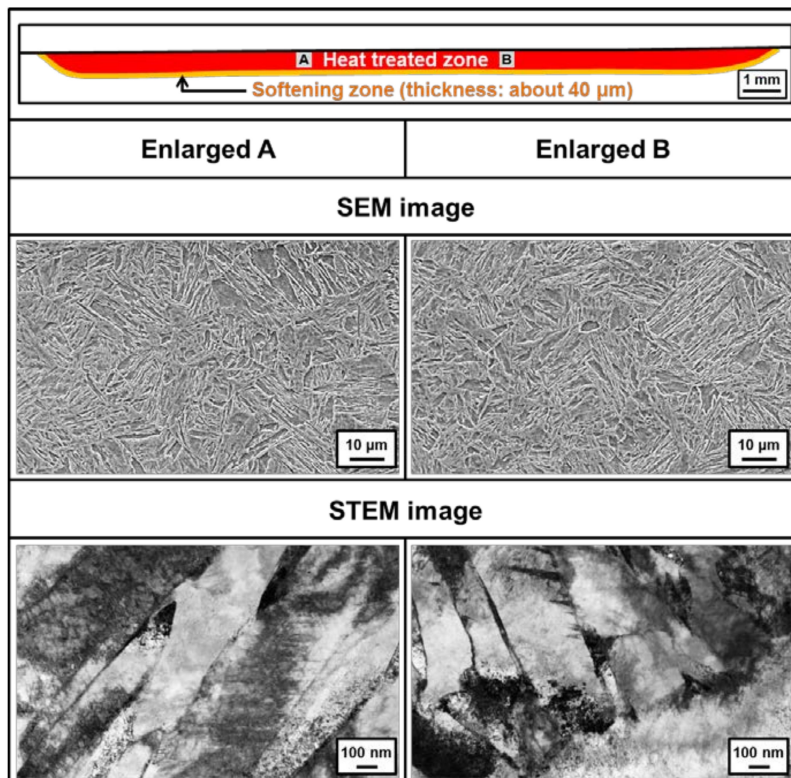 A Heat treated zone B
Softening zone (thickness: about 40 µm)
1 mm
Enlarged A
Enlarged B
SEM image
10 µm
10 µm
STEM image
100 nm
100 nm